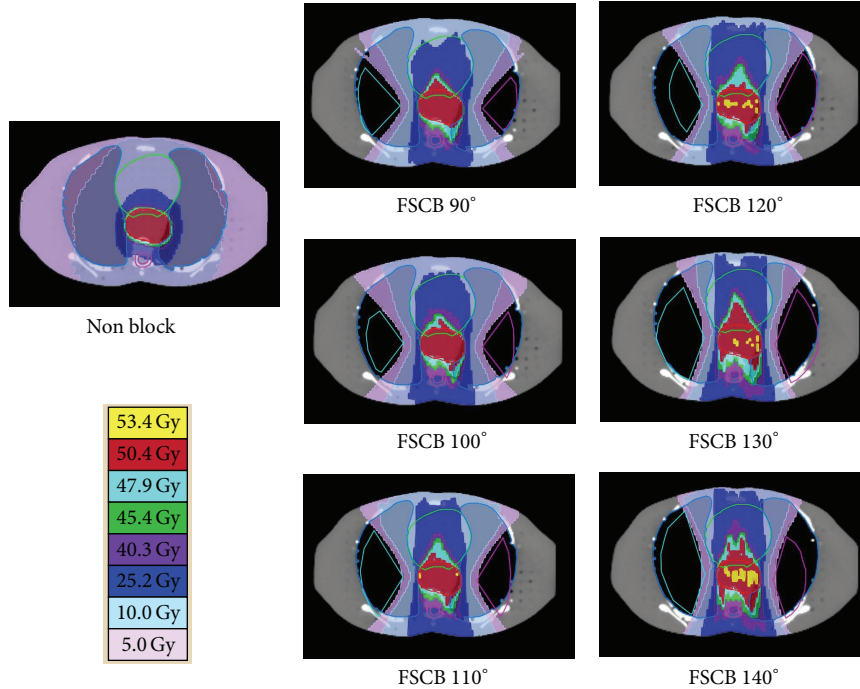 Non block
53.4 Gy
50.4 Gy
47.9 Gy
45.4 Gy
40.3 Gy
25.2 Gy
10.0 Gy
5.0 Gy
FSCB 90°
FSCB 120°
FSCB 100°
FSCB 130°
FSCB 110°
FSCB 140°